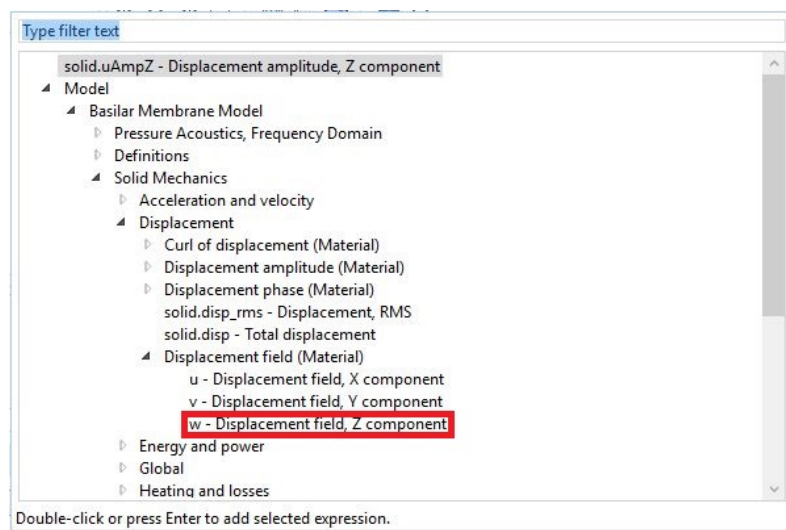 Type filter text
solid.uAmpZ - Displacement amplitude, Z component
Model
Basilar Membrane Model
Pressure Acoustics, Frequency Domain
Definitions
Solid Mechanics
Acceleration and velocity
Displacement
Curl of displacement (Material)
Displacement amplitude (Material)
Displacement phase (Material)
solid.disp_rms - Displacement, RMS
solid.disp - Total displacement
Displacement field (Material)
u - Displacement field, X component
v - Displacement field, Y component
w - Displacement field, Z component
Energy and power
Global
Heating and losses
Double-click or press Enter to add selected expression.